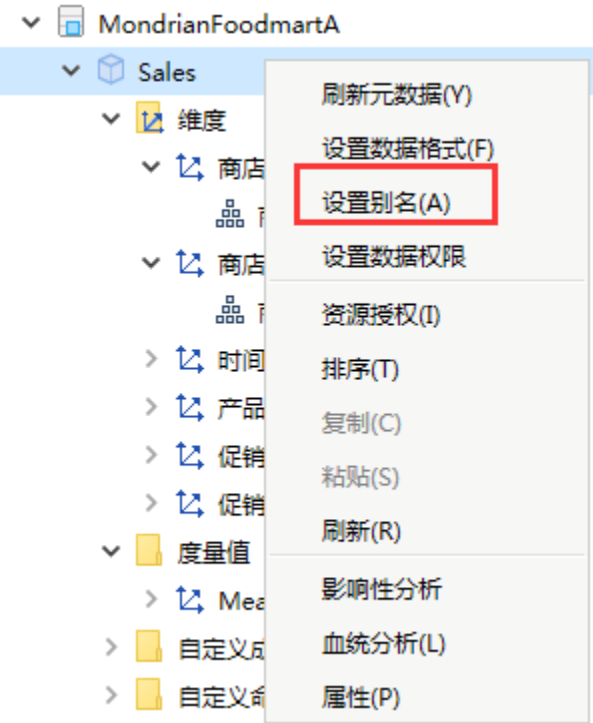 MondrianFoodmartA
Sales
维度
商店
商店
时间
产品
促销
促销
度量值
Mea
自定义成
自定义命
刷新元数据(Y)
设置数据格式(F)
设置别名(A)
设置数据权限
资源授权(I)
排序(T)
复制(C)
粘贴(S)
刷新(R)
影响性分析
血统分析(L)
属性(P)